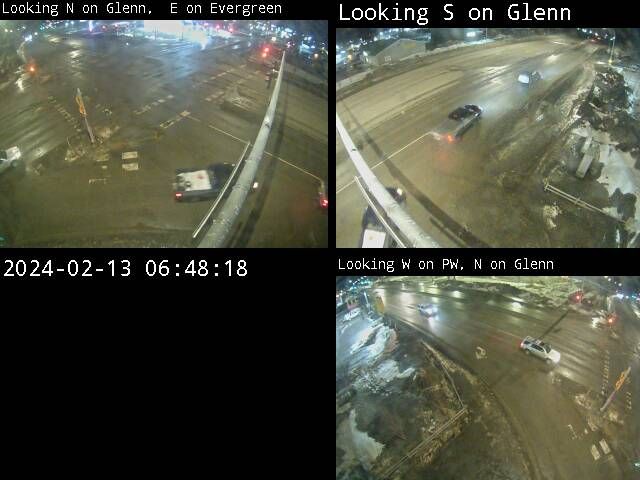 Looking N on Glenn,  E on Evergreen
Looking S on Glenn
2024-02-13 06:48:18
Looking W on PW, N on Glenn